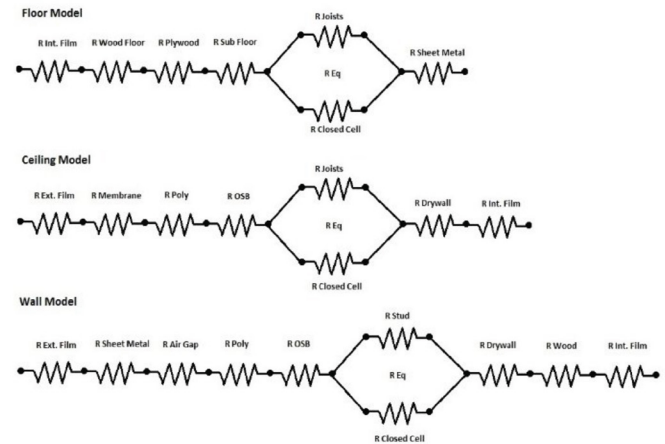 Floor Model
R Joists
R Int. Film R Wood Floor R Plywood R Sub Floor R Sheet Metal
R Eq
R Closed Cell
Ceiling Model
R Joists
R Ext. Film R Membrane R Poly R OSB R Drywall R Int. Film
R Eq
R Closed Cell
Wall Model
R Stud
R Ext. Film R Sheet Metal R Air Gap R Poly R OSB R Drywall R Wood R Int. Film
R Eq
R Closed Cell